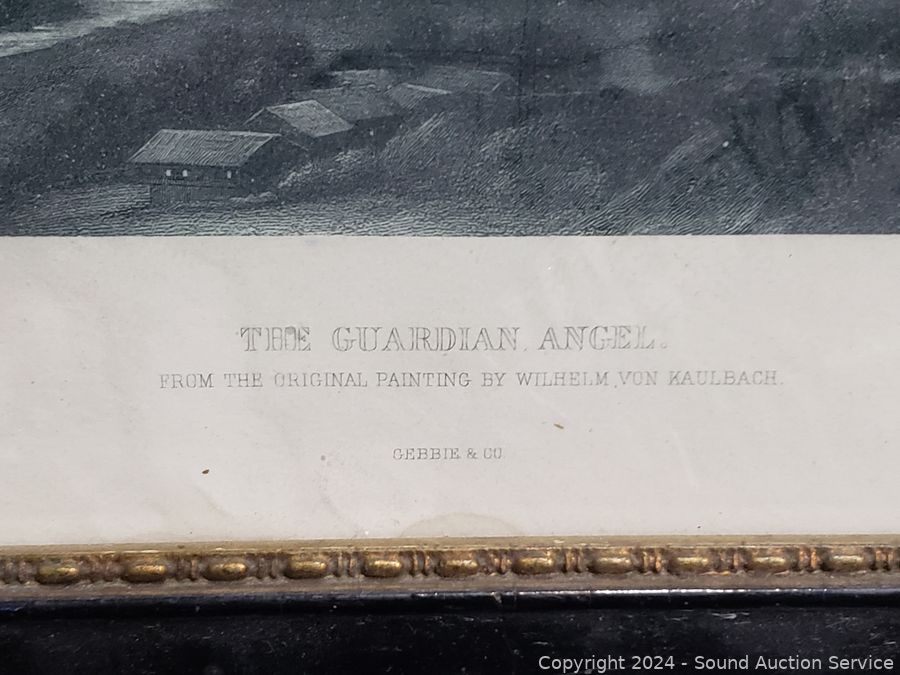 THE GUARDIAN ANGEL.
FROM THE ORIGINAL PAINTING BY WILHELM VON KAULBACH.
GEBBIE & CO.
Copyright 2024 - Sound Auction Service